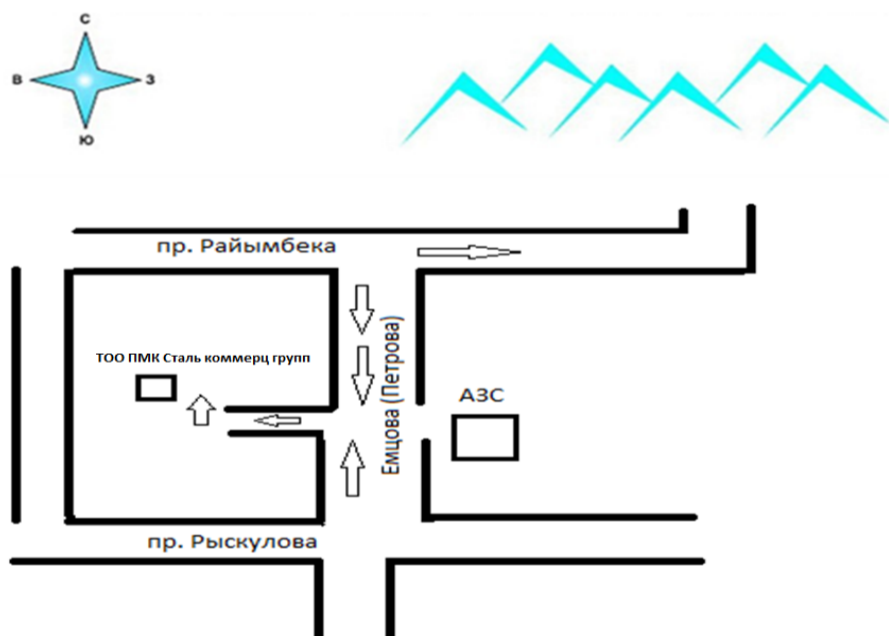 С
В
З
Ю
пр. Райымбека
ТОО ПМК Сталь коммерц групп
Емцова (Петрова)
АЗС
пр. Рыскулова